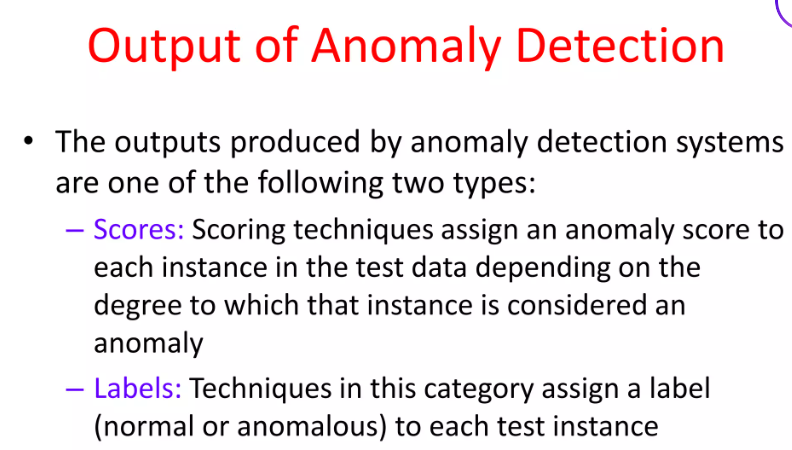 Output of Anomaly Detection
• The outputs produced by anomaly detection systems
are one of the following two types:
– Scores: Scoring techniques assign an anomaly score to
each instance in the test data depending on the
degree to which that instance is considered an
anomaly
– Labels: Techniques in this category assign a label
(normal or anomalous) to each test instance